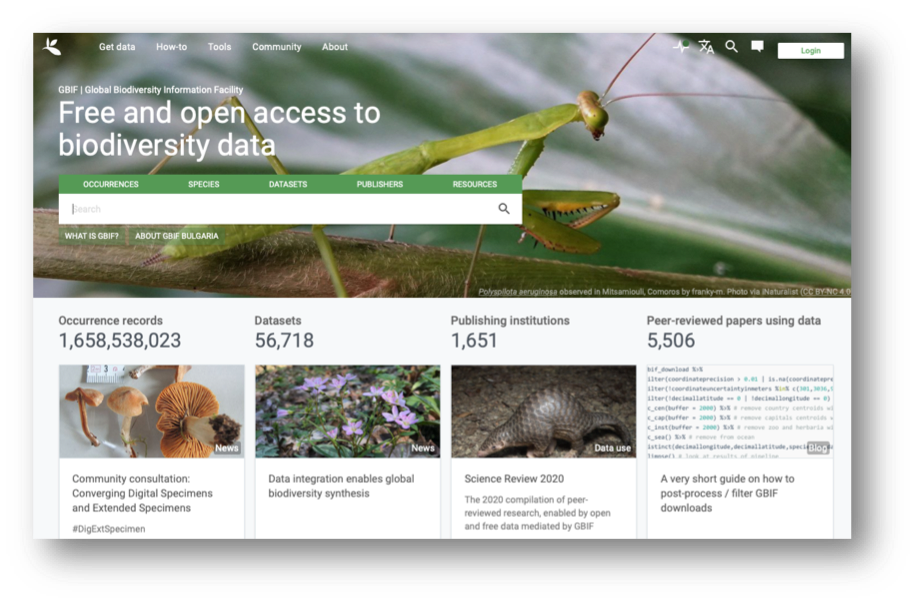 Get data How-to Tools Community About
Login
GBIF | Global Biodiversity Information Facility
Free and open access to
biodiversity data
OCCURRENCES SPECIES DATASETS PUBLISHERS RESOURCES
Search
WHAT IS GBIF? ABOUT GBIF BULGARIA
Polyspilota aeruginosa observed in Mitsamiouli, Comoros by franky-m. Photo via iNaturalist (CC BY-NC 4.0
Occurrence records
1,658,538,023
Datasets
56,718
Publishing institutions
1,651
Peer-reviewed papers using data
5,506
News
Community consultation:
Converging Digital Specimens
and Extended Specimens
#DigExtSpecimen
News
Data integration enables global
biodiversity synthesis
Data use
Science Review 2020
The 2020 compilation of peer-
reviewed research, enabled by open
and free data mediated by GBIF
bif_download %>%
ilter(coordinateprecision > 0.01 | is.na(coordinatepre
ilter(!coordinateuncertaintyinmeters %in% c(301,3036,
ilter(!decimallatitude == 0 | !decimallongitude == 0)
c_cen(buffer = 2000) %>% # remove country centroids wi
c_cap(buffer = 2000) %>% # remove capitals centroids w
c_inst(buffer = 2000) %>% # remove zoo and herbaria wi
c_sea() %>% # remove from ocean
istinct(decimallongitude,decimallatitude,speci
glimpse() # look at results of pipeline
Blog
A very short guide on how to
post-process / filter GBIF
downloads